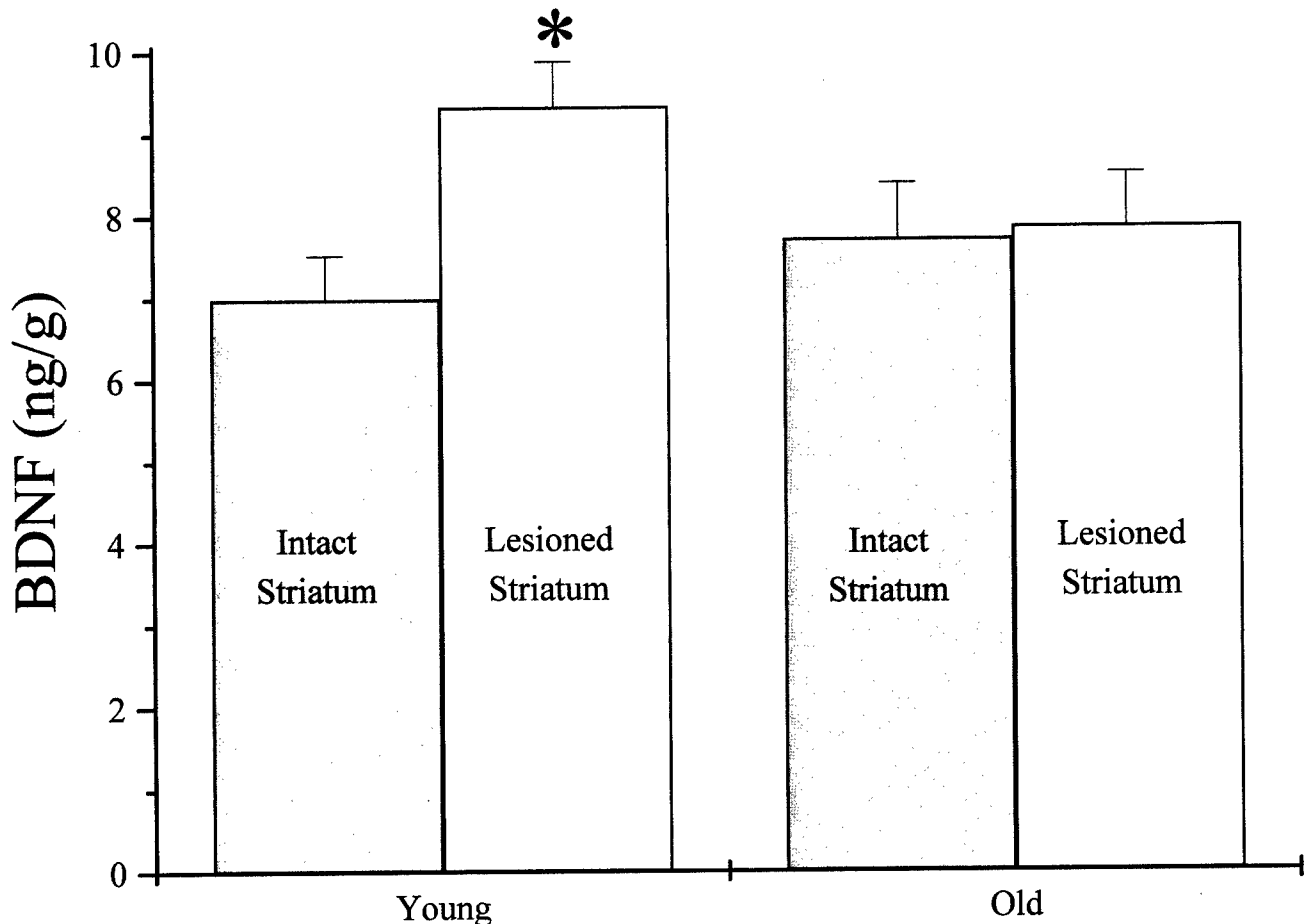 *
10
8
6
4
2
0
BDNF (ng/g)
Intact
Striatum
Lesioned
Striatum
Intact
Striatum
Lesioned
Striatum
Young
Old